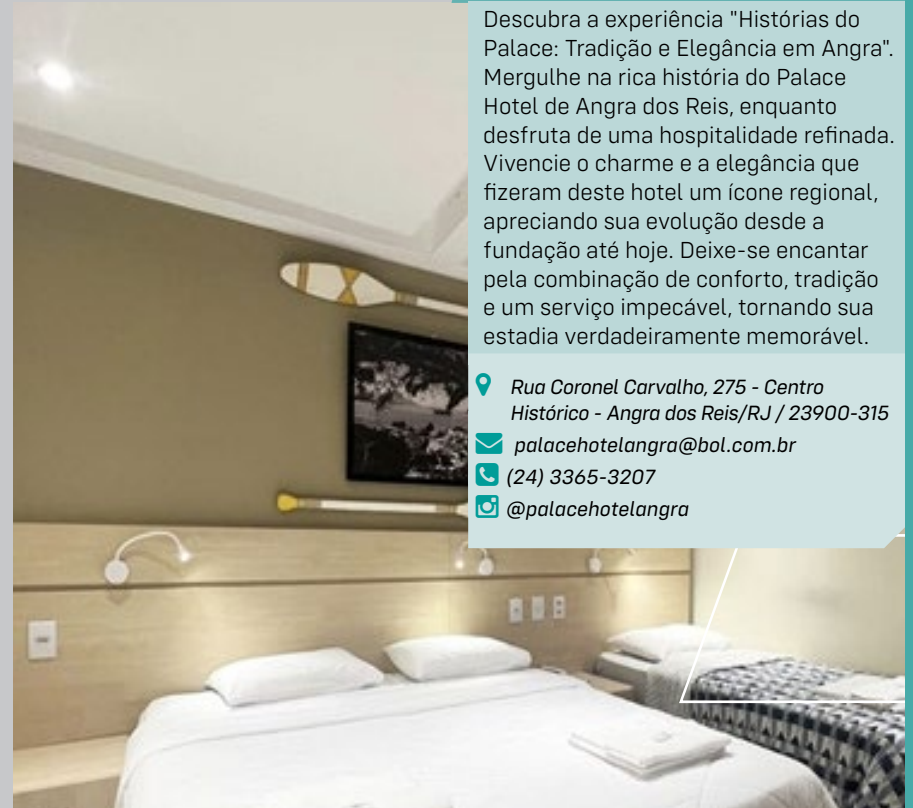 Descubra a experiência "Histórias do
Palace: Tradição e Elegância em Angra".
Mergulhe na rica história do Palace
Hotel de Angra dos Reis, enquanto
desfruta de uma hospitalidade refinada.
Vivencie o charme e a elegância que
fizeram deste hotel um ícone regional,
apreciando sua evolução desde a
fundação até hoje. Deixe-se encantar
pela combinação de conforto, tradição
e um serviço impecável, tornando sua
estadia verdadeiramente memorável.
Rua Coronel Carvalho, 275 - Centro
Histórico - Angra dos Reis/RJ / 23900-315
palacehotelangra@bol.com.br
(24) 3365-3207
@palacehotelangra